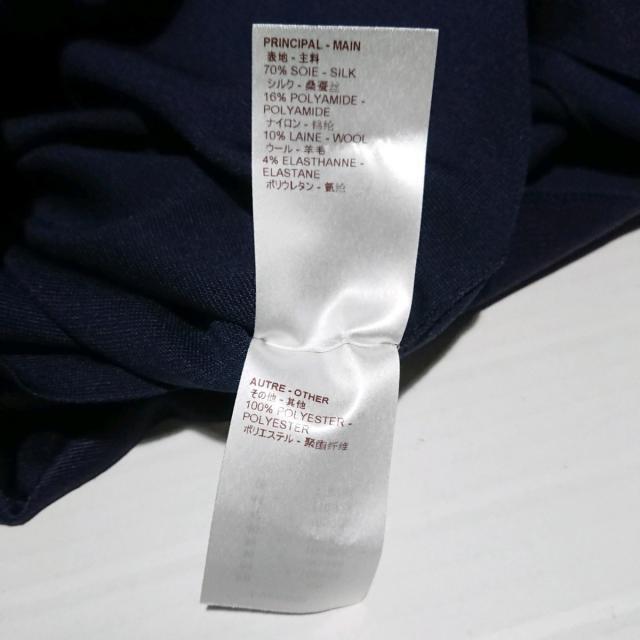 PRINCIPAL - MAIN
表地 - 主料
70% SOIE - SILK
シルク - 桑蚕丝
16% POLYAMIDE -
POLYAMIDE
ナイロン - 锦纶
10% LAINE - WOOL
ウール - 羊毛
4% ELASTHANNE -
ELASTANE
ポリウレタン - 氨纶
AUTRE - OTHER
その他 - 其他
100% POLYESTER -
POLYESTER
ポリエステル - 聚酯纤维